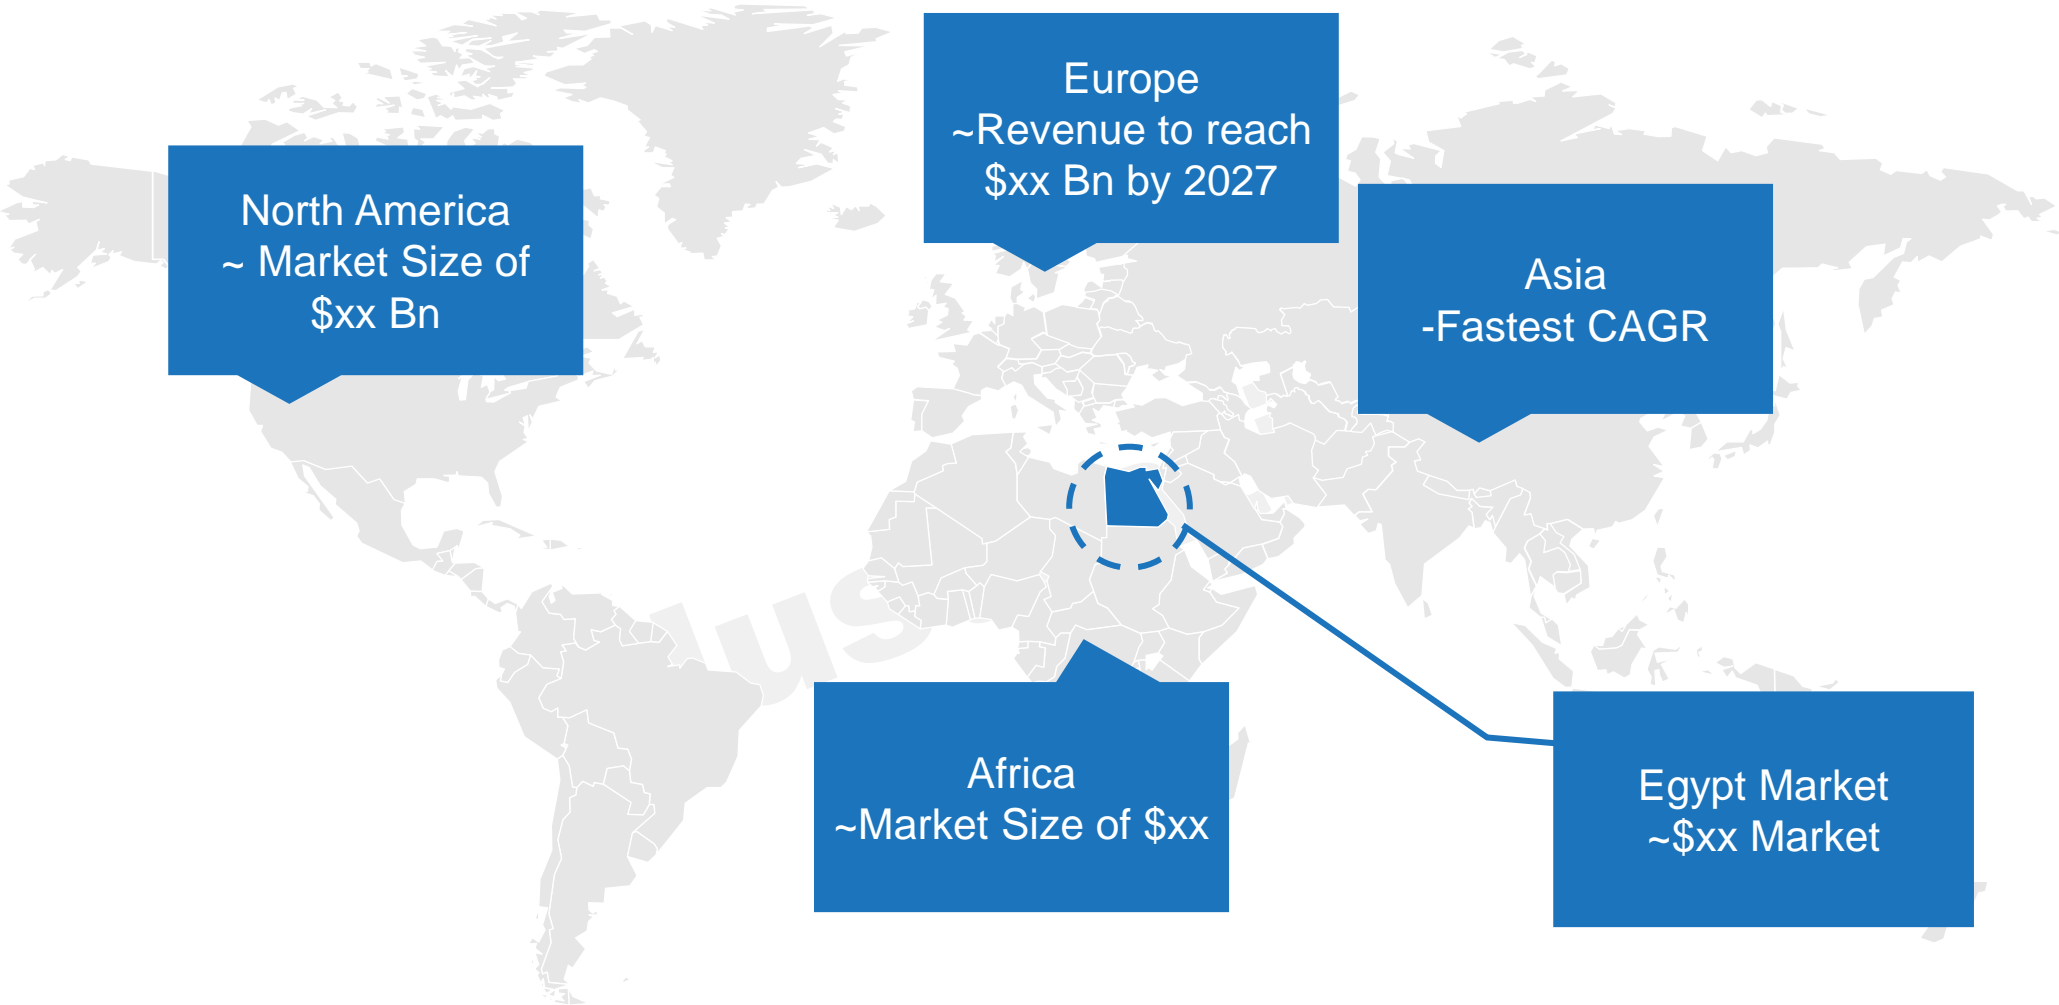 Europe
~Revenue to reach
$xx Bn by 2027
North America
~ Market Size of
$xx Bn
Asia
-Fastest CAGR
Africa
~Market Size of $xx
Egypt Market
~$xx Market